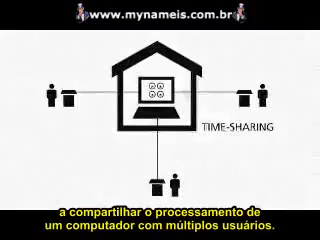 www.mynameis.com.br
TIME-SHARING
a compartilhar o processamento de
um computador com múltiplos usuários.